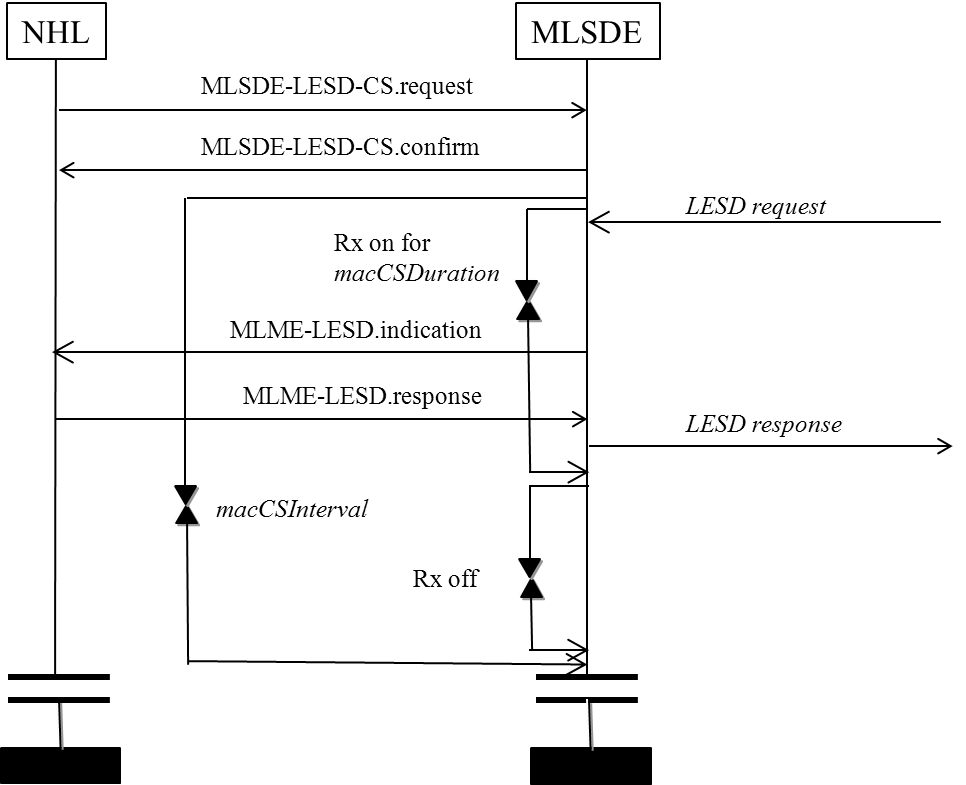 NHL
MLSDE
MLSDE-LESD-CS.request
MLSDE-LESD-CS.confirm
LESD request
Rx on for
macCSDuration
MLME-LESD.indication
MLME-LESD.response
LESD response
macCSInterval
Rx off